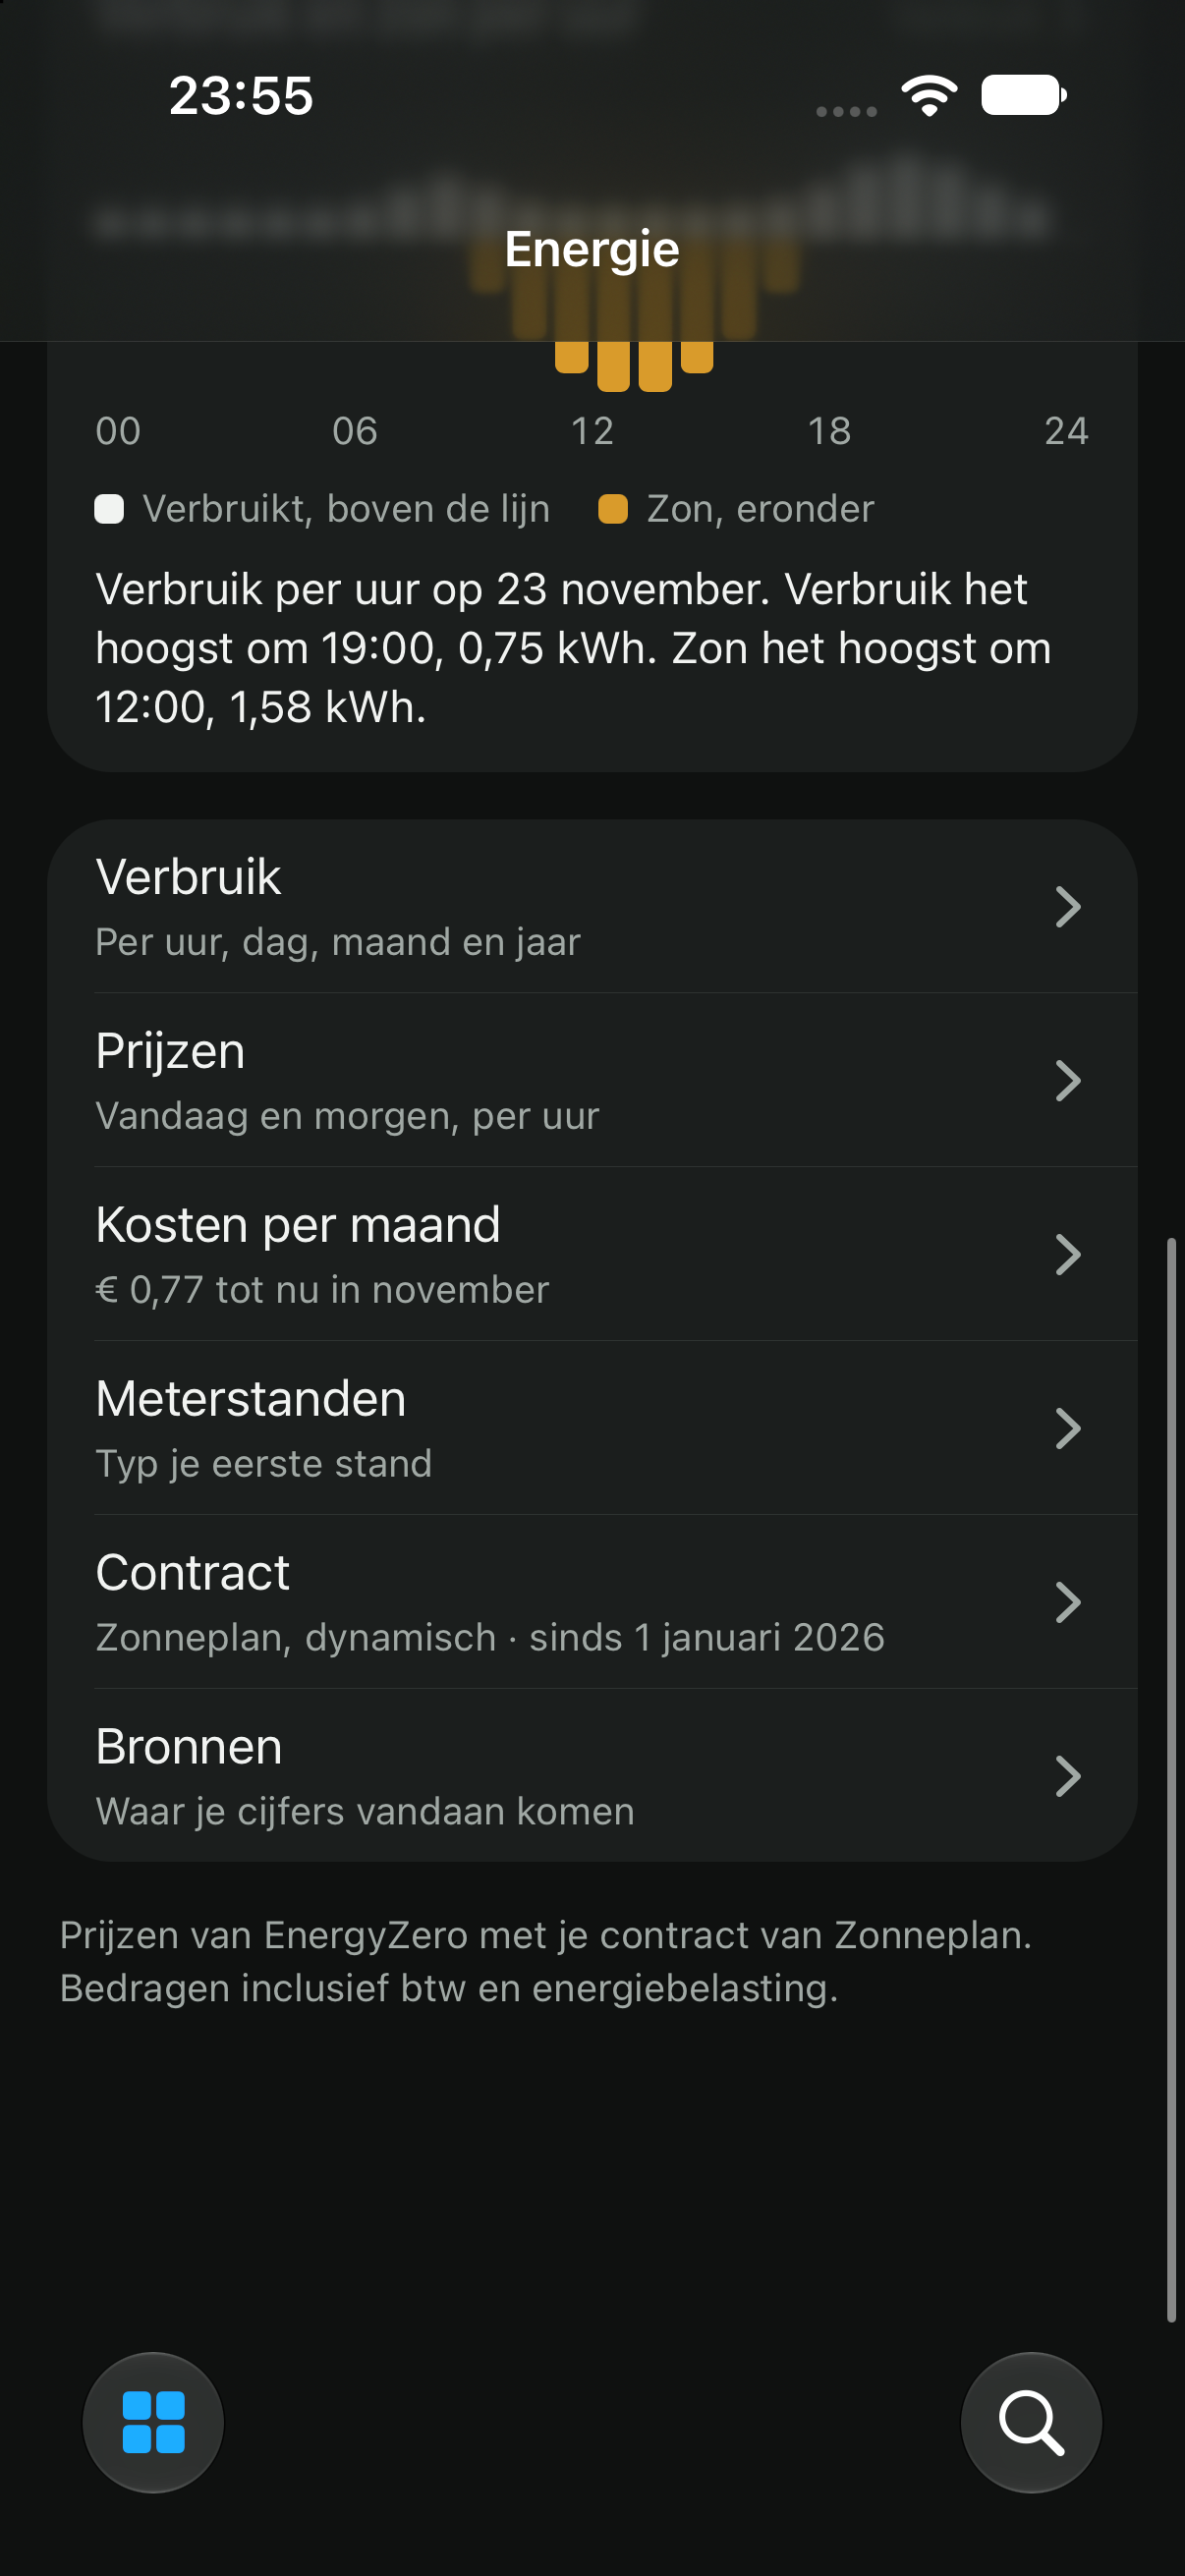 23:55
Energie
00 06 12 18 24
Verbruikt, boven de lijn Zon, eronder
Verbruik per uur op 23 november. Verbruik het
hoogst om 19:00, 0,75 kWh. Zon het hoogst om
12:00, 1,58 kWh.
Verbruik
Per uur, dag, maand en jaar
Prijzen
Vandaag en morgen, per uur
Kosten per maand
€ 0,77 tot nu in november
Meterstanden
Typ je eerste stand
Contract
Zonneplan, dynamisch · sinds 1 januari 2026
Bronnen
Waar je cijfers vandaan komen
Prijzen van EnergyZero met je contract van Zonneplan.
Bedragen inclusief btw en energiebelasting.